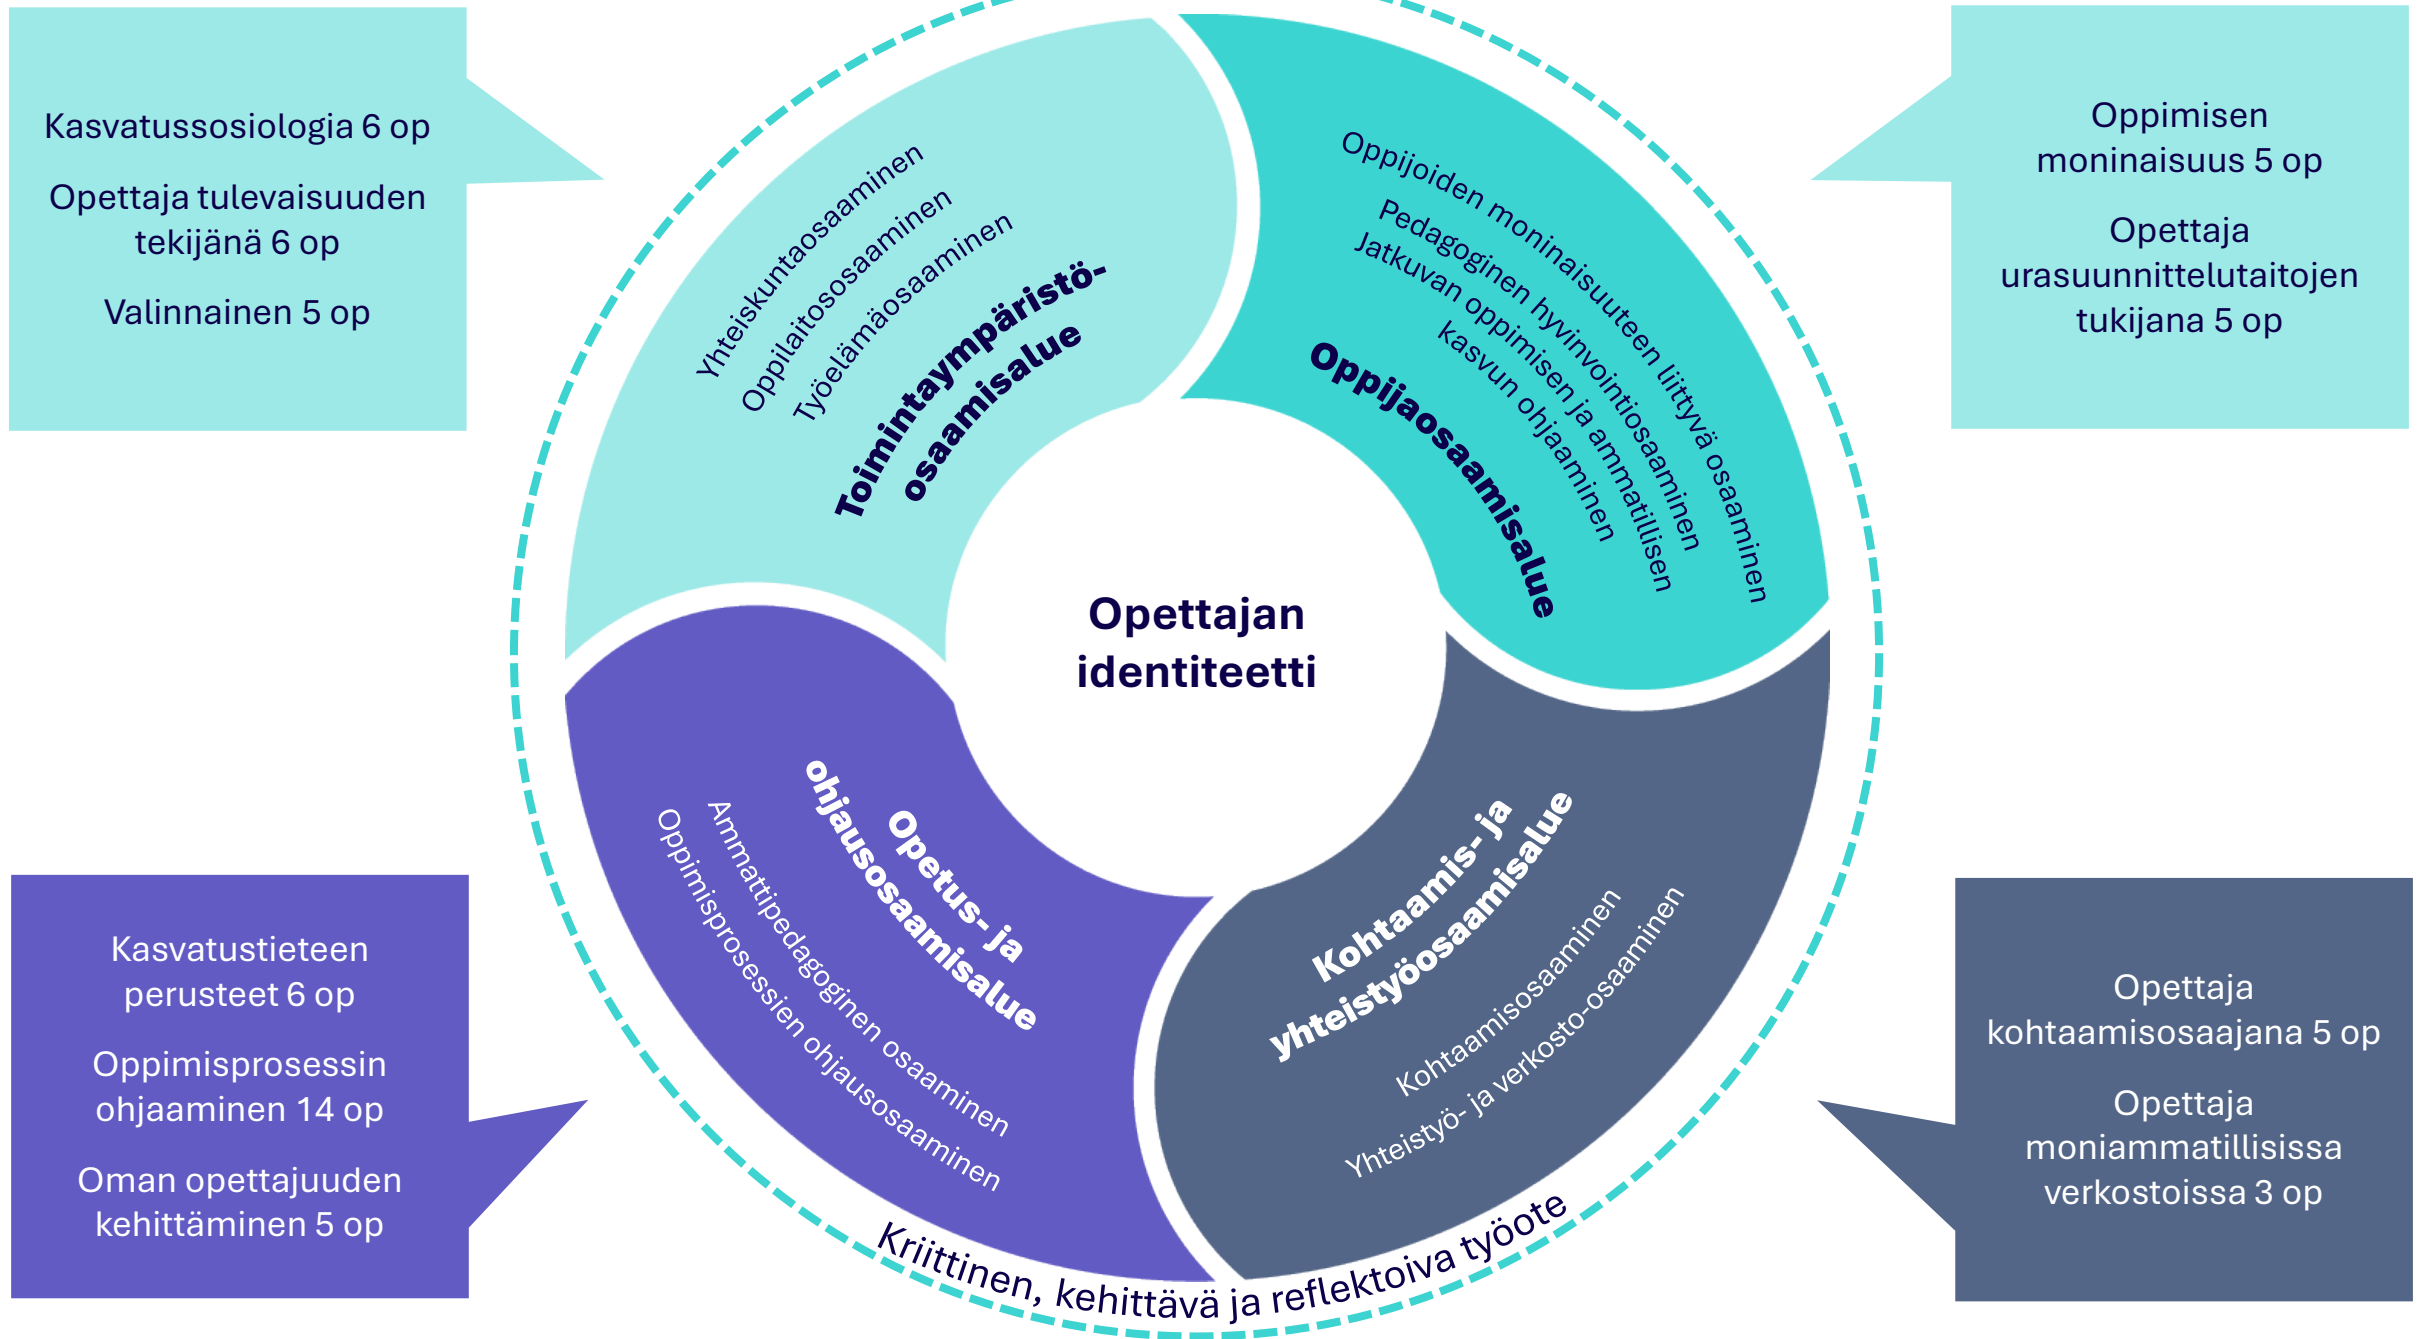 Kasvatussosiologia 6 op
Opettaja tulevaisuuden
tekijänä 6 op
Valinnainen 5 op
Yhteiskuntaosaaminen
Oppilaitososaaminen
Työelämäosaaminen
Toimintaympäristö-
osaamisalue
Oppijoiden moninaisuuteen liittyvä osaaminen
Pedagoginen hyvinvointiosaaminen
Jatkuvan oppimisen ja ammatillisen
kasvun ohjaaminen
Oppijaosaamisalue
Oppimisen
moninaisuus 5 op
Opettaja
urasuunnittelutaitojen
tukijana 5 op
Opettajan
identiteetti
Kasvatustieteen
perusteet 6 op
Oppimisprosessin
ohjaaminen 14 op
Oman opettajuuden
kehittäminen 5 op
Opetus- ja
ohjausosaamisalue
Ammattipedagoginen osaaminen
Oppimisprosessien ohjausosaaminen
Kohtaamis- ja
yhteistyöosaamisalue
Kohtaamisosaaminen
Yhteistyö- ja verkosto-osaaminen
Opettaja
kohtaamisosaajana 5 op
Opettaja
moniammatillisissa
verkostoissa 3 op
Kriittinen, kehittävä ja reflektoiva työote